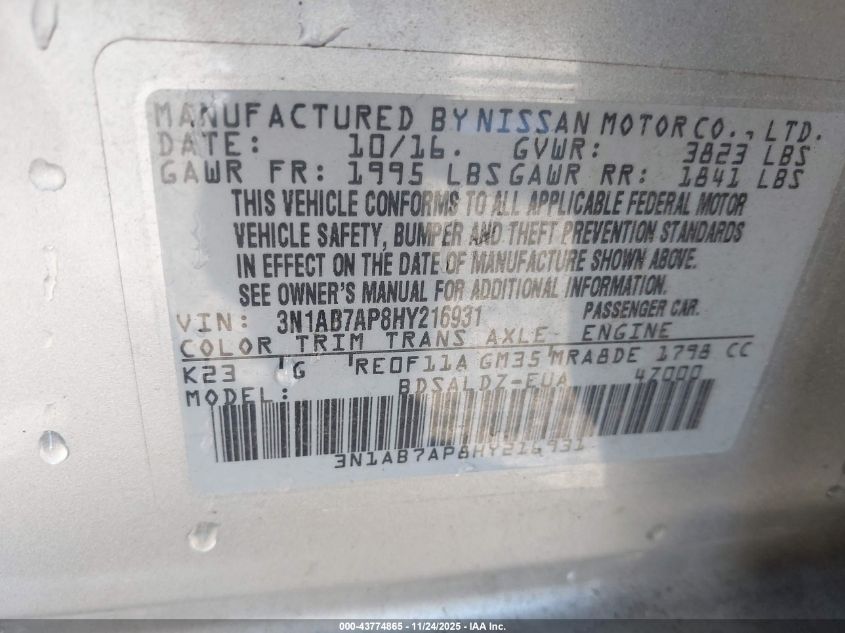 MANUFACTURED BY NISSAN MOTOR CO., LTD.
DATE: 10/16. GVWR: 3823 LBS
GAWR FR: 1995 LBS GAWR RR: 1841 LBS
THIS VEHICLE CONFORMS TO ALL APPLICABLE FEDERAL MOTOR
VEHICLE SAFETY, BUMPER AND THEFT PREVENTION STANDARDS
IN EFFECT ON THE DATE OF MANUFACTURE SHOWN ABOVE.
SEE OWNER'S MANUAL FOR ADDITIONAL INFORMATION.
VIN: 3N1AB7AP8HY216931 PASSENGER CAR.
COLOR TRIM TRANS AXLE ENGINE
K23 G RE0F11A GM35 MRA8DE 1798 CC
MODEL: BDSALDZ-EUA 47000
3N1AB7AP8HY216931
000-43774865 | 11/24/2025 | IAA Inc.